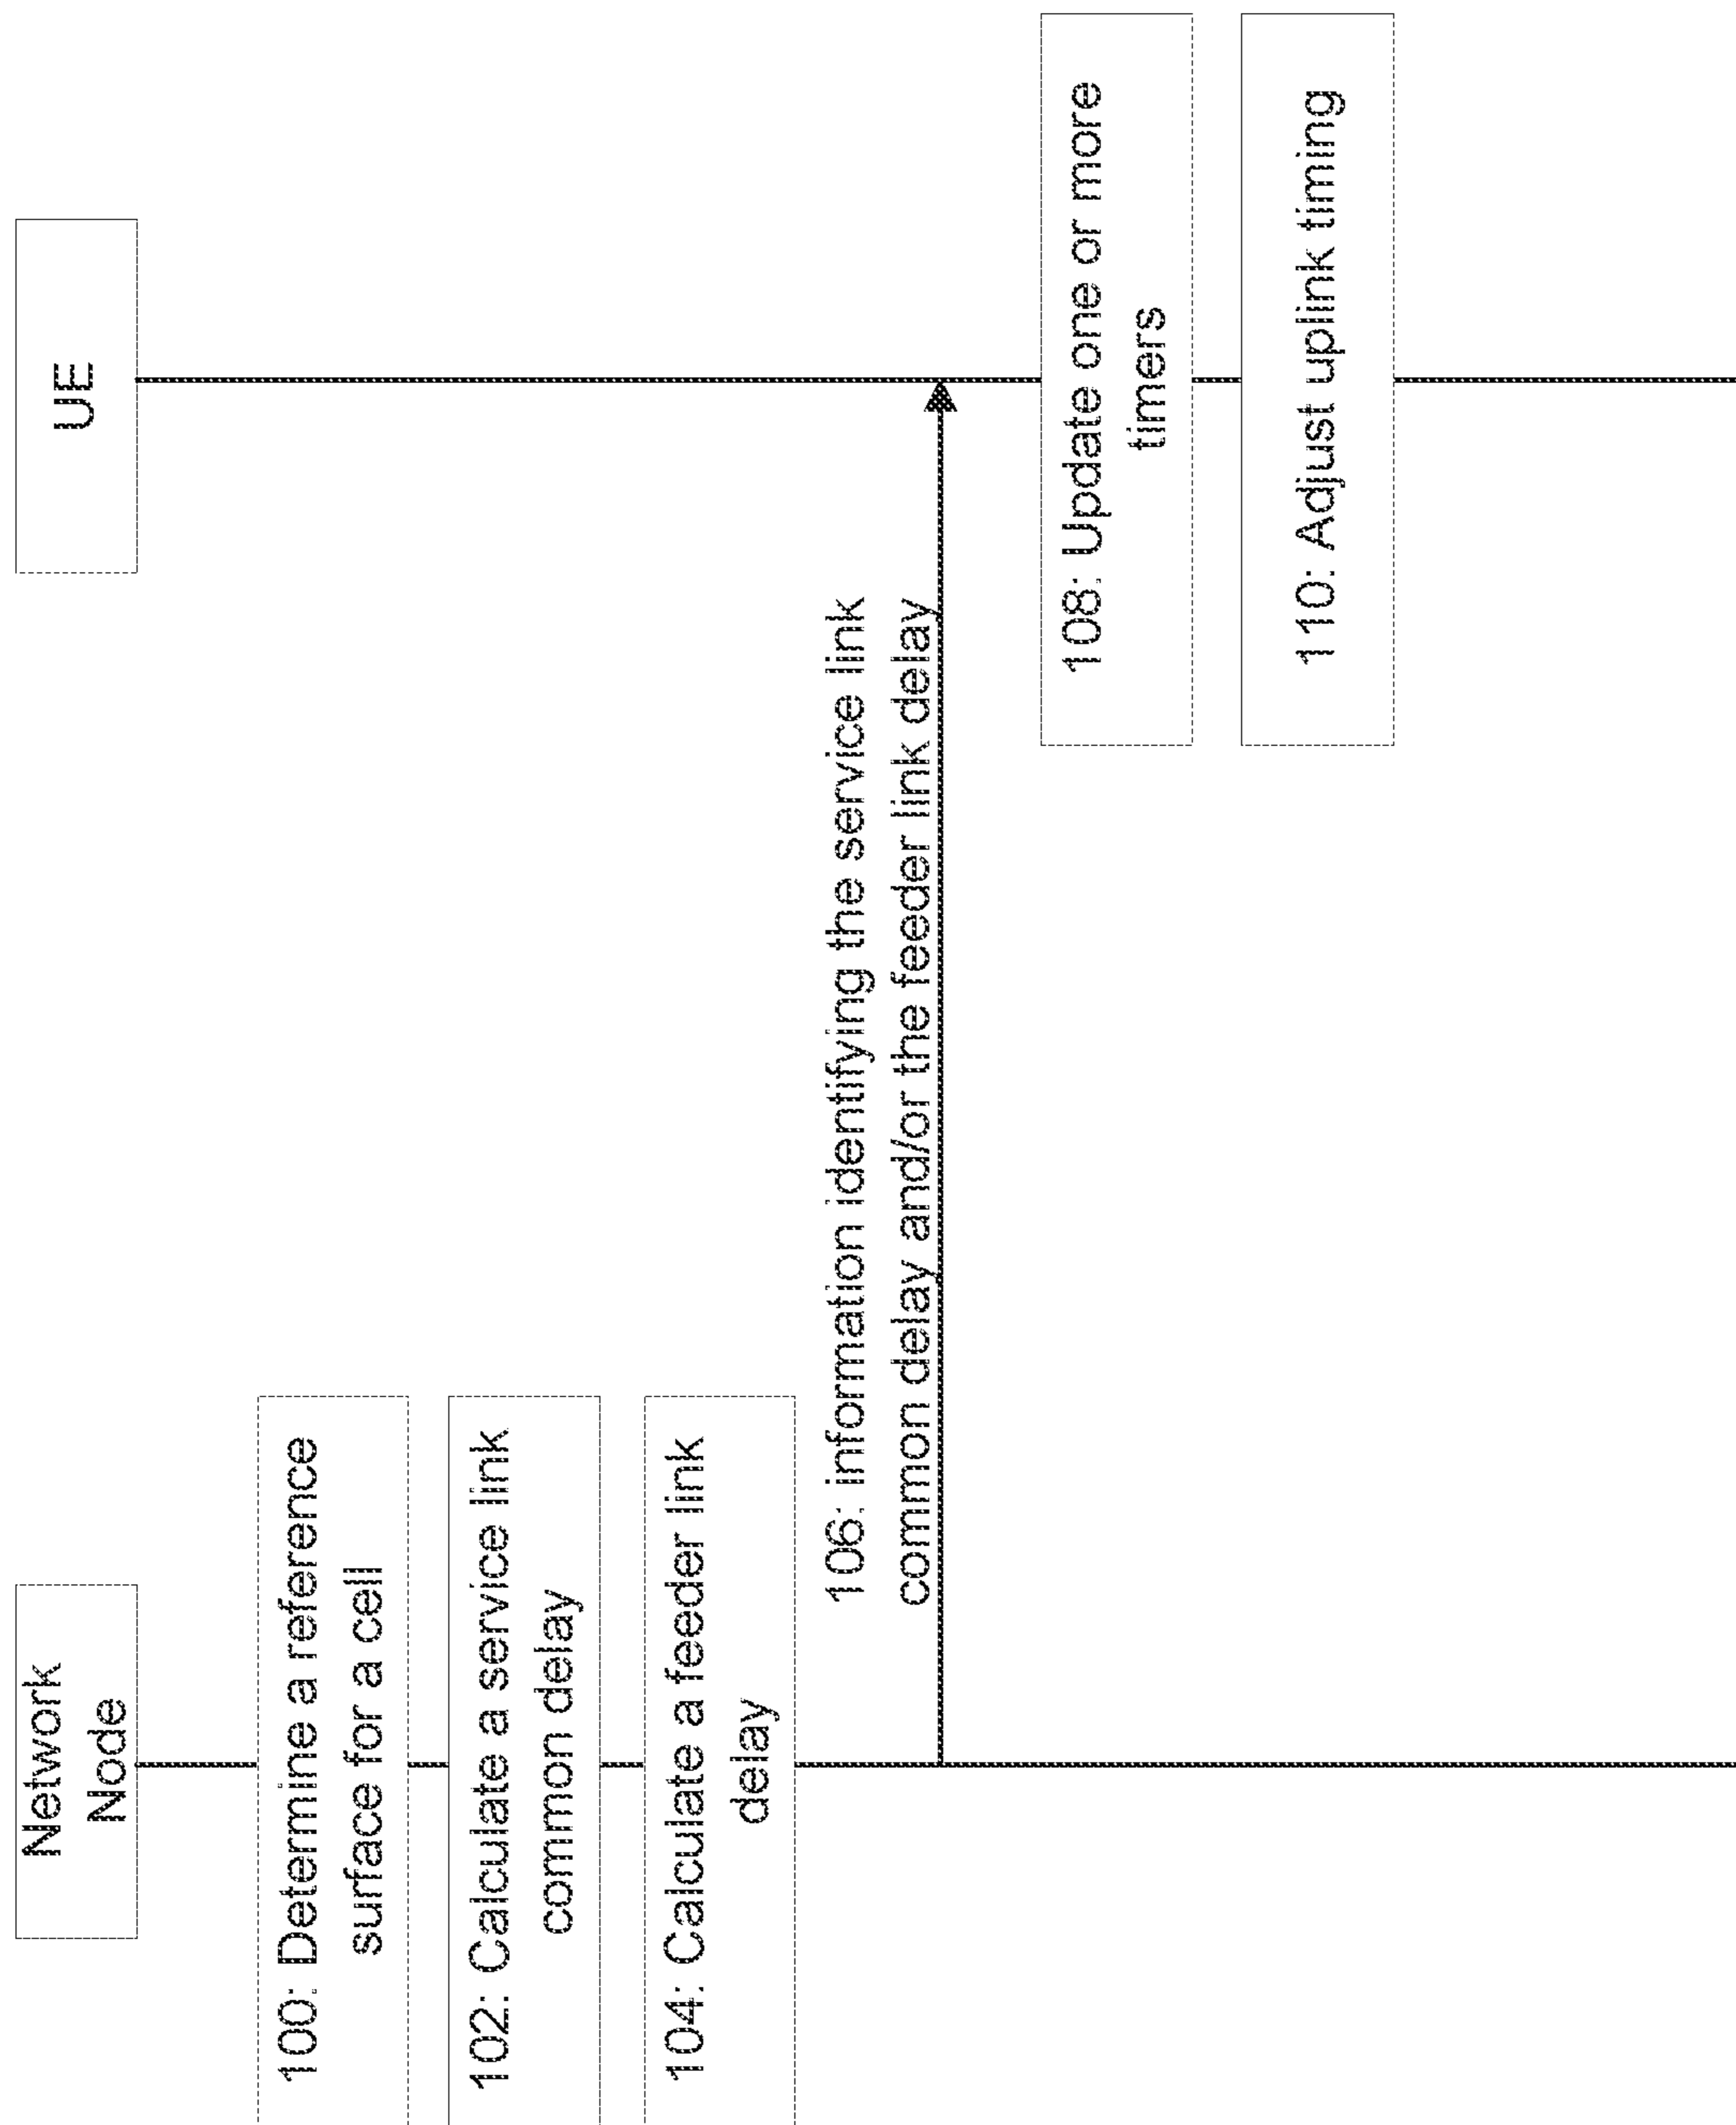 Network
Node
UE
100: Determine a reference
surface for a cell
102: Calculate a service link
common delay
104: Calculate a feeder link
delay
106: information identifying the service link
common delay and/or the feeder link delay
108: Update one or more
timers
110: Adjust uplink timing